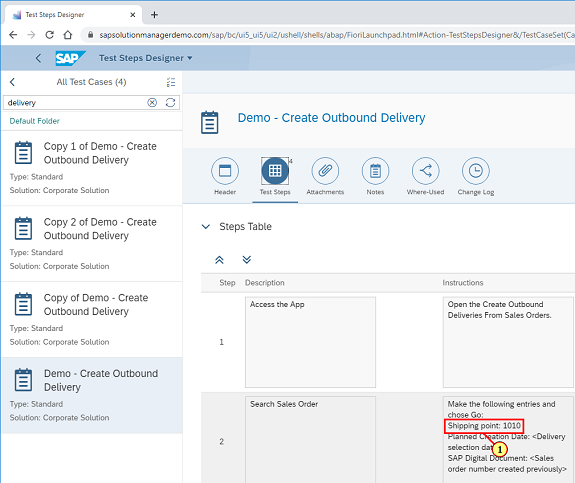 Test Steps Designer
sapsolutionmanagerdemo.com/sap/bc/ui5_ui5/ui2/ushell/shells/abap/FioriLaunchpad.html#Action-TestStepsDesigner&/TestCaseSet(Ca
SAP
Test Steps Designer
All Test Cases (4)
delivery
Default Folder
Copy 1 of Demo - Create
Outbound Delivery
Type: Standard
Solution: Corporate Solution
Copy 2 of Demo - Create
Outbound Delivery
Type: Standard
Solution: Corporate Solution
Copy of Demo - Create
Outbound Delivery
Type: Standard
Solution: Corporate Solution
Demo - Create Outbound
Delivery
Type: Standard
Solution: Corporate Solution
Demo - Create Outbound Delivery
4
Header
Test Steps
Attachments
Notes
Where-Used
Change Log
Steps Table
Step
Description
Instructions
1
Access the App
Open the Create Outbound
Deliveries From Sales Orders.
2
Search Sales Order
Make the following entries and
chose Go:
Shipping point: 1010
Planned Creation Date: <Delivery
selection da
1
SAP Digital Document: <Sales
order number created previously>